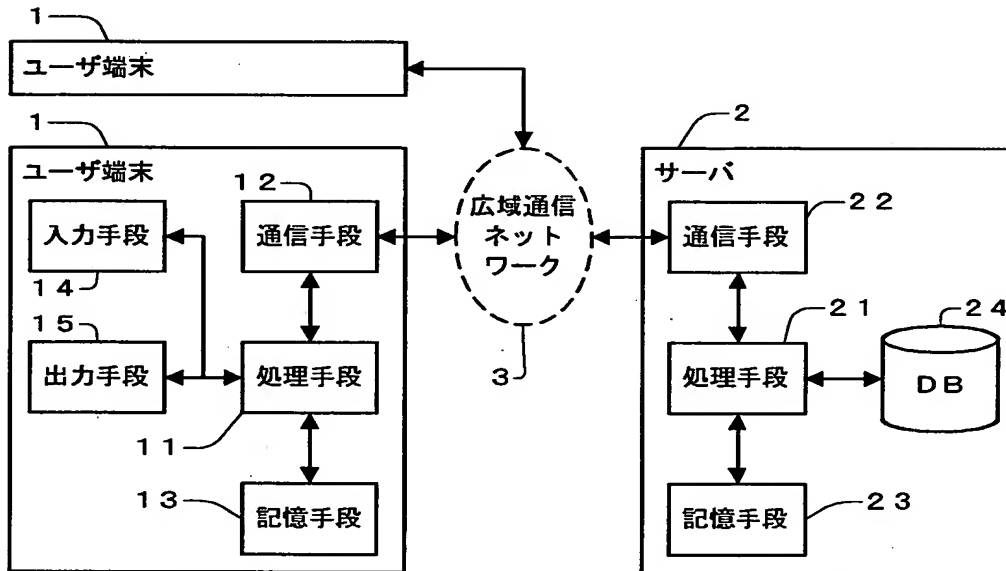 1
ユーザ端末
1
ユーザ端末
12
入力手段
通信手段
14
15
出力手段
処理手段
11
13
記憶手段
広域通信
ネット
ワーク
3
2
サーバ
22
通信手段
21
24
処理手段
DB
23
記憶手段